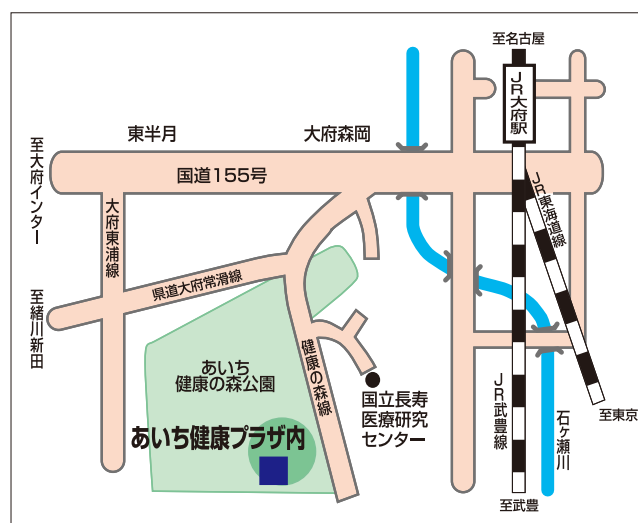 至名古屋
JR大府駅
東半月
大府森岡
至大府インター
国道155号
JR東海道線
大府東浦線
県道大府常滑線
至緒川新田
健康の森線
あいち
健康の森公園
国立長寿
医療研究
センター
あいち健康プラザ内
JR武豊線
石ヶ瀬川
至東京
至武豊